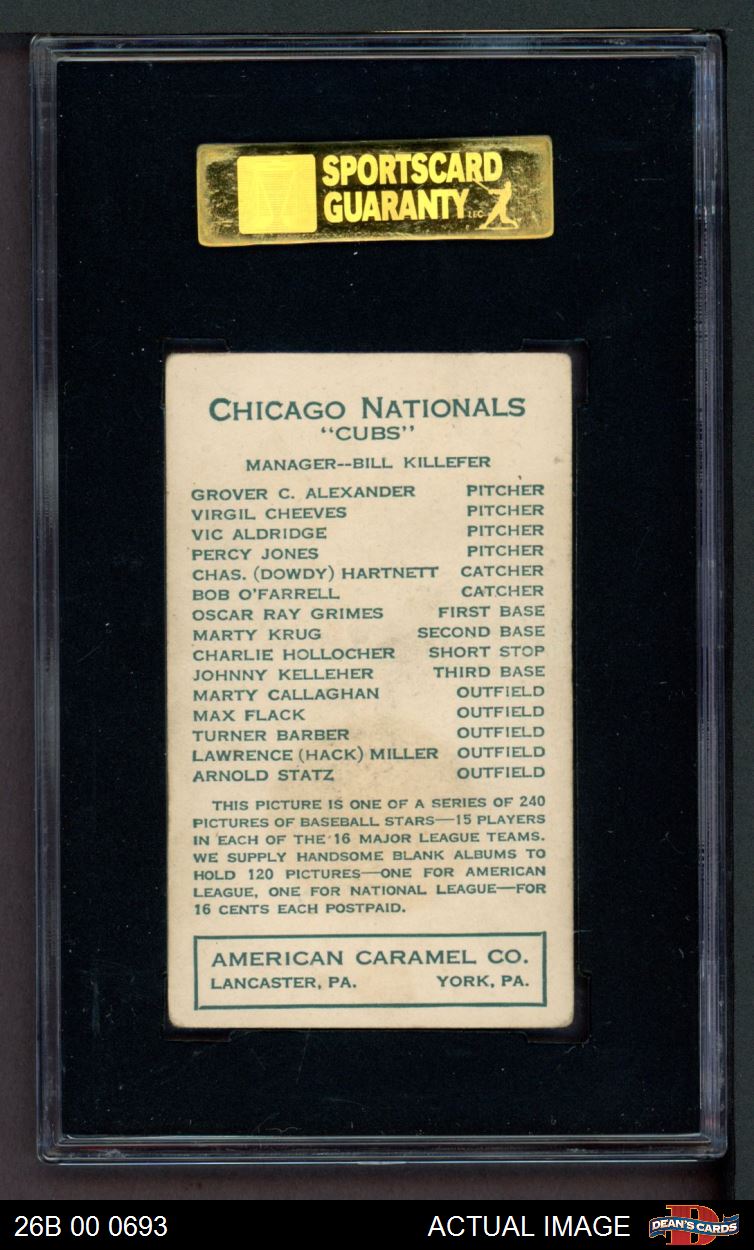 SPORTSCARD
GUARANTY LLC
CHICAGO NATIONALS
"CUBS"
MANAGER--BILL KILLEFER
GROVER C. ALEXANDER PITCHER
VIRGIL CHEEVES PITCHER
VIC ALDRIDGE PITCHER
PERCY JONES PITCHER
CHAS. (DOWDY) HARTNETT CATCHER
BOB O'FARRELL CATCHER
OSCAR RAY GRIMES FIRST BASE
MARTY KRUG SECOND BASE
CHARLIE HOLLOCHER SHORT STOP
JOHNNY KELLEHER THIRD BASE
MARTY CALLAGHAN OUTFIELD
MAX FLACK OUTFIELD
TURNER BARBER OUTFIELD
LAWRENCE (HACK) MILLER OUTFIELD
ARNOLD STATZ OUTFIELD
THIS PICTURE IS ONE OF A SERIES OF 240
PICTURES OF BASEBALL STARS—15 PLAYERS
IN EACH OF THE 16 MAJOR LEAGUE TEAMS.
WE SUPPLY HANDSOME BLANK ALBUMS TO
HOLD 120 PICTURES—ONE FOR AMERICAN
LEAGUE, ONE FOR NATIONAL LEAGUE—FOR
16 CENTS EACH POSTPAID.
AMERICAN CARAMEL CO.
LANCASTER, PA. YORK, PA.
26B 00 0693 ACTUAL IMAGE D DEAN'S CARDS